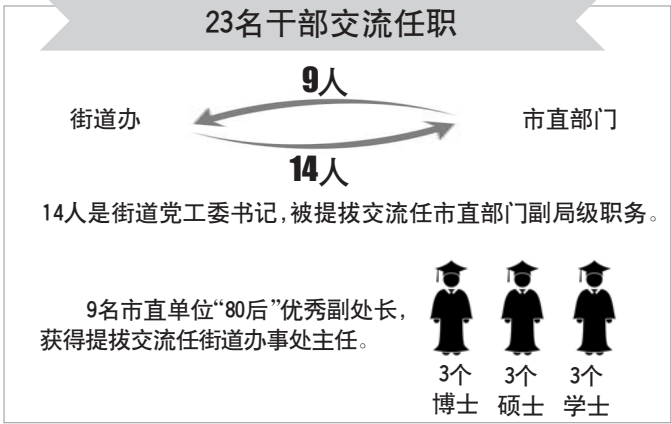 23名干部交流任职
9人
街道办
市直部门
14人
14人是街道党工委书记，被提拔交流任市直部门副局级职务。
9名市直单位“80后”优秀副处长，
获得提拔交流任街道办事处主任。
3个 3个 3个
博士 硕士 学士